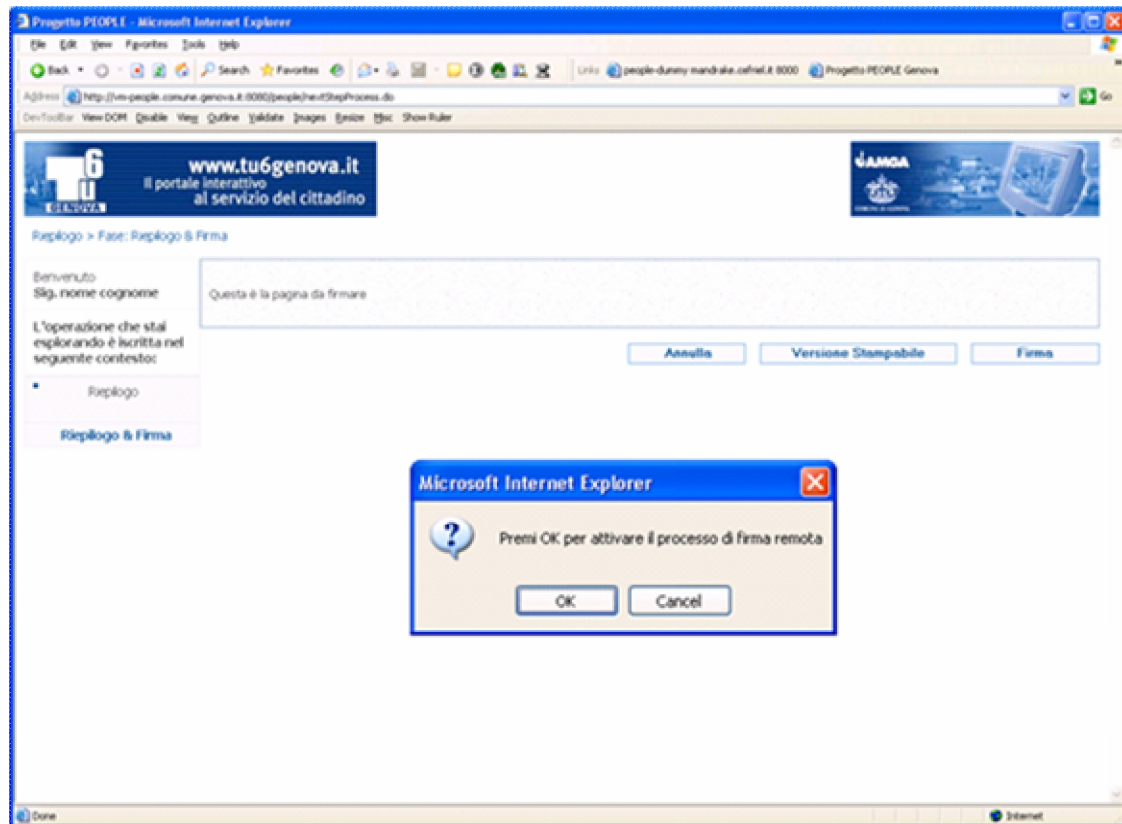 Progetto PEOPLE - Microsoft Internet Explorer
File Edit View Favorites Tools Help
Back Search Favorites Links people-dummy mandrake.cefriel.it 8000 Progetto PEOPLE Genova
Address http://vm-people.comune.genova.it:8080/people/nextStepProcess.do Go
DevToolBar View DOM Disable View Outline Validate Images Resize Misc Show Ruler
6
TU
GENOVA
www.tu6genova.it
Il portale interattivo
al servizio del cittadino
AMGA
Riepilogo > Fase: Riepilogo & Firma
Benvenuto
Sig. nome cognome
Questa è la pagina da firmare
L'operazione che stai
esplorando è iscritta nel
seguente contesto:
Annulla Versione Stampabile Firma
Riepilogo
Riepilogo & Firma
Microsoft Internet Explorer
Premi OK per attivare il processo di firma remota
OK Cancel
Done Internet